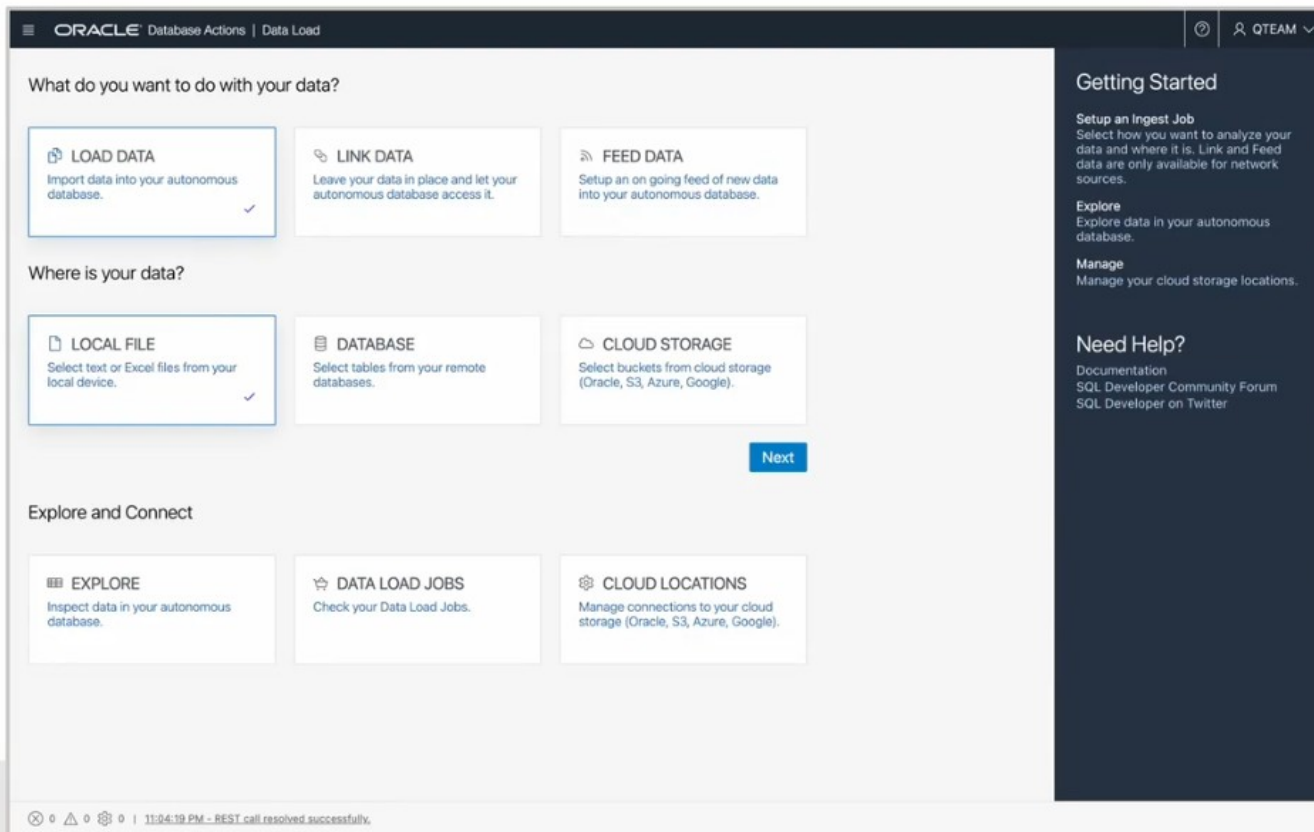 ORACLE Database Actions | Data Load
QTEAM
What do you want to do with your data?
LOAD DATA
Import data into your autonomous
database.
LINK DATA
Leave your data in place and let your
autonomous database access it.
FEED DATA
Setup an on going feed of new data
into your autonomous database.
Where is your data?
LOCAL FILE
Select text or Excel files from your
local device.
DATABASE
Select tables from your remote
databases.
CLOUD STORAGE
Select buckets from cloud storage
(Oracle, S3, Azure, Google).
Next
Explore and Connect
EXPLORE
Inspect data in your autonomous
database.
DATA LOAD JOBS
Check your Data Load Jobs.
CLOUD LOCATIONS
Manage connections to your cloud
storage (Oracle, S3, Azure, Google).
Getting Started
Setup an Ingest Job
Select how you want to analyze your
data and where it is. Link and Feed
data are only available for network
sources.
Explore
Explore data in your autonomous
database.
Manage
Manage your cloud storage locations.
Need Help?
Documentation
SQL Developer Community Forum
SQL Developer on Twitter
0 0 0 | 11:04:19 PM - REST call resolved successfully.